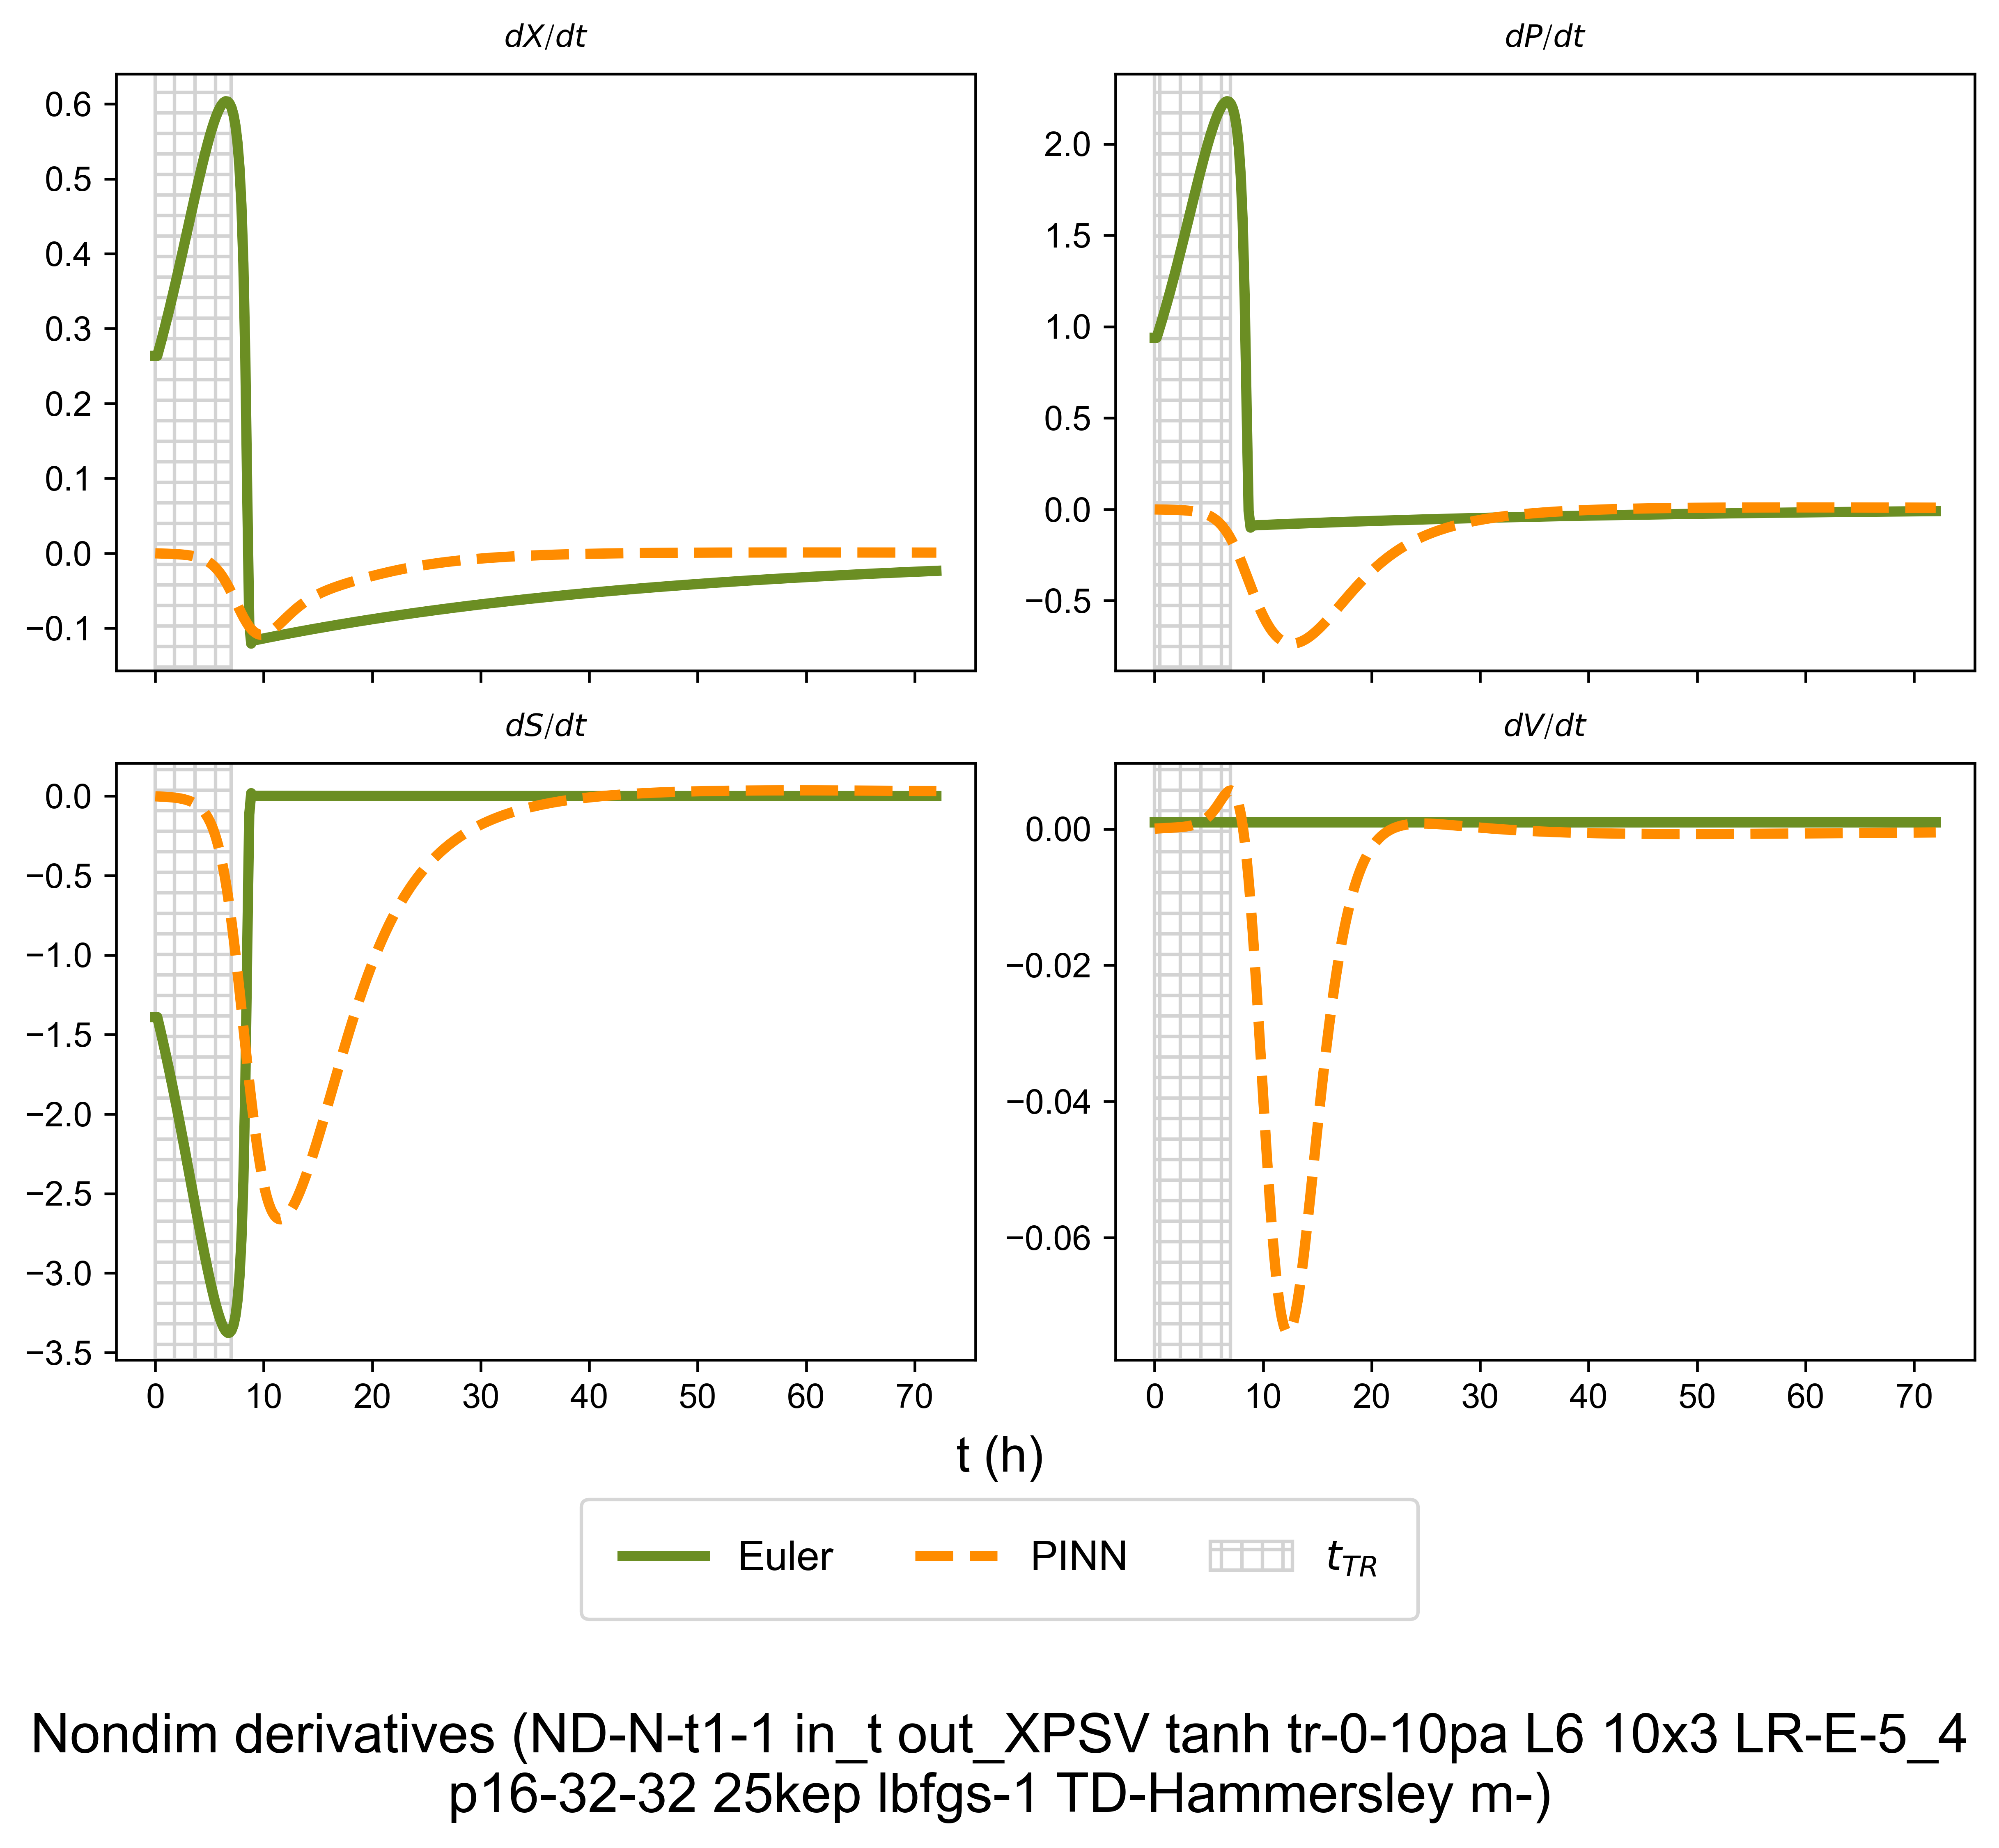 dX/dt
dP/dt
0.6
0.5
0.4
0.3
0.2
0.1
0.0
−0.1
2.0
1.5
1.0
0.5
0.0
−0.5
dS/dt
dV/dt
0.0
−0.5
−1.0
−1.5
−2.0
−2.5
−3.0
−3.5
0.00
−0.02
−0.04
−0.06
0 10 20 30 40 50 60 70
0 10 20 30 40 50 60 70
t (h)
Euler PINN t_TR
Nondim derivatives (ND-N-t1-1 in_t out_XPSV tanh tr-0-10pa L6 10x3 LR-E-5_4
p16-32-32 25kep lbfgs-1 TD-Hammersley m-)